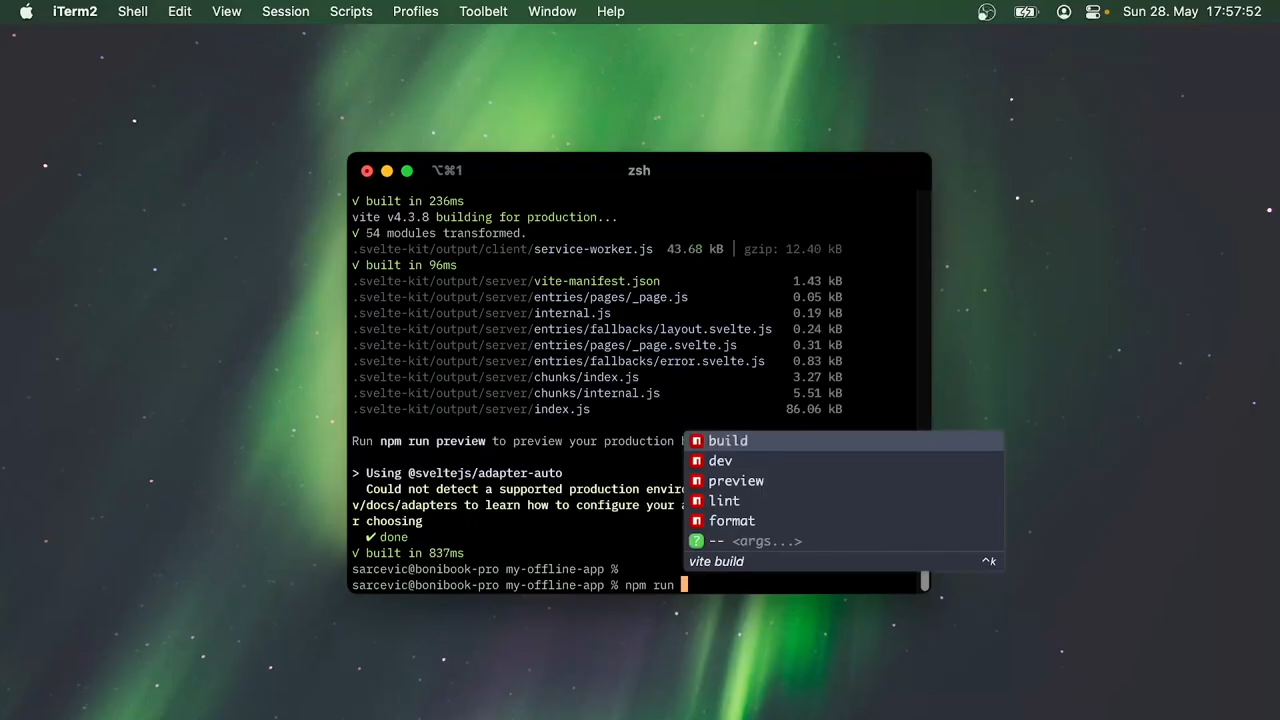 iTerm2 Shell Edit View Session Scripts Profiles Toolbelt Window Help Sun 28. May 17:57:52
⌥⌘1 zsh
✓ built in 236ms
vite v4.3.8 building for production...
✓ 54 modules transformed.
.svelte-kit/output/client/service-worker.js 43.68 kB │ gzip: 12.40 kB
✓ built in 96ms
.svelte-kit/output/server/vite-manifest.json 1.43 kB
.svelte-kit/output/server/entries/pages/_page.js 0.05 kB
.svelte-kit/output/server/internal.js 0.19 kB
.svelte-kit/output/server/entries/fallbacks/layout.svelte.js 0.24 kB
.svelte-kit/output/server/entries/pages/_page.svelte.js 0.31 kB
.svelte-kit/output/server/entries/fallbacks/error.svelte.js 0.83 kB
.svelte-kit/output/server/chunks/index.js 3.27 kB
.svelte-kit/output/server/chunks/internal.js 5.51 kB
.svelte-kit/output/server/index.js 86.06 kB
Run npm run preview to preview your production
> Using @sveltejs/adapter-auto
Could not detect a supported production
v/docs/adapters to learn how to configure your
r choosing
✔ done
✓ built in 837ms
sarcevic@bonibook-pro my-offline-app %
sarcevic@bonibook-pro my-offline-app % npm run
build
dev
preview
lint
format
? -- <args...>
vite build ^k